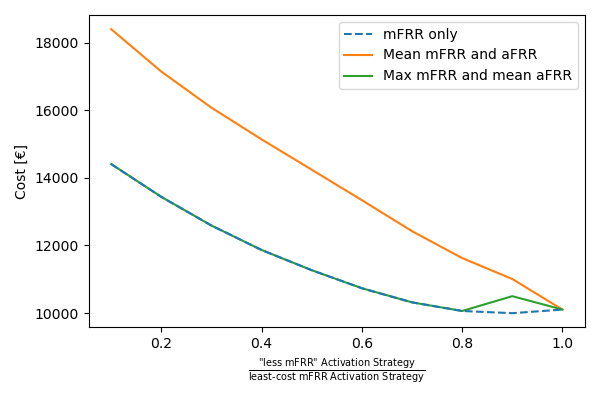 18000
16000
14000
12000
10000
Cost [€]
mFRR only
Mean mFRR and aFRR
Max mFRR and mean aFRR
0.2 0.4 0.6 0.8 1.0
"less mFRR" Activation Strategy
least-cost mFRR Activation Strategy